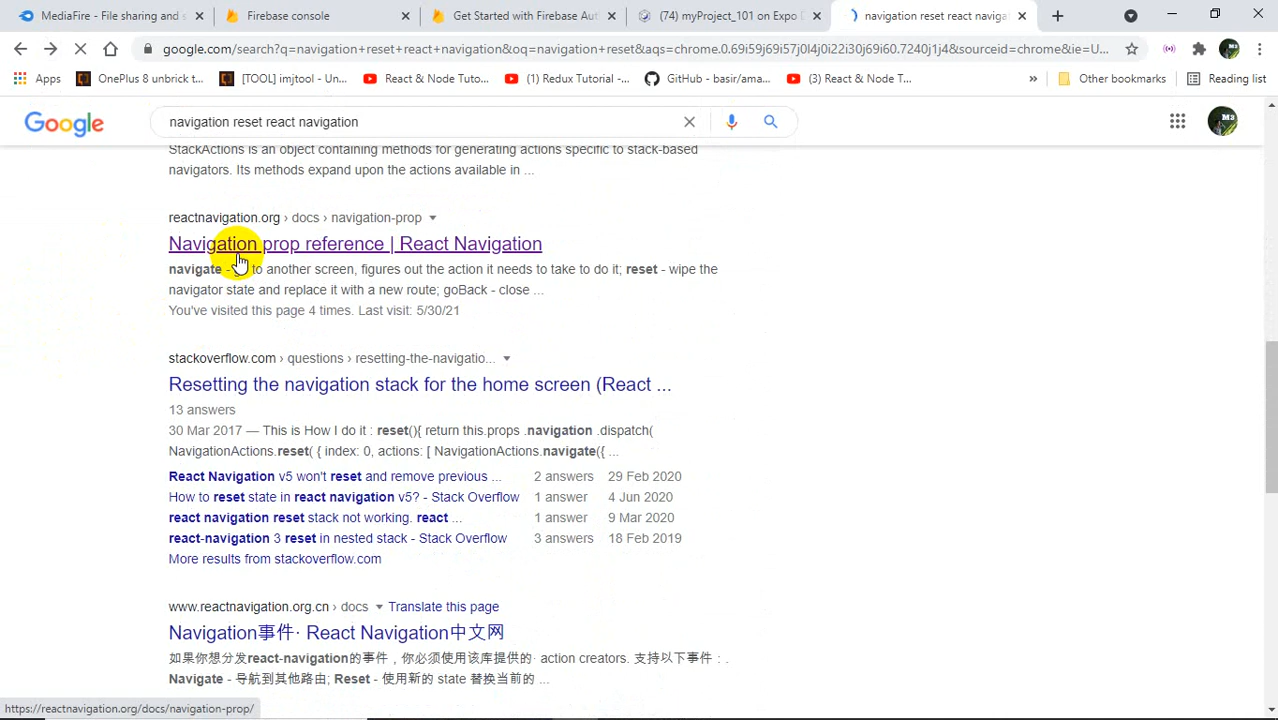 MediaFire - File sharing and s
Firebase console
Get Started with Firebase Aut
(74) myProject_101 on Expo D
navigation reset react naviga
google.com/search?q=navigation+reset+react+navigation&oq=navigation+reset&aqs=chrome.0.69i59j69i57j0l4j0i22i30j69i60.7240j1j4&sourceid=chrome&ie=U...
Apps
OnePlus 8 unbrick t...
[TOOL] imjtool - Un...
React & Node Tuto...
(1) Redux Tutorial -...
GitHub - basir/ama...
React & Node T...
»
Other bookmarks
Reading list
Google
navigation reset react navigation
StackActions is an object containing methods for generating actions specific to stack-based
navigators. Its methods expand upon the actions available in ...
reactnavigation.org › docs › navigation-prop
Navigation prop reference | React Navigation
navigate - to another screen, figures out the action it needs to take to do it; reset - wipe the
navigator state and replace it with a new route; goBack - close ...
You've visited this page 4 times. Last visit: 5/30/21
stackoverflow.com › questions › resetting-the-navigatio...
Resetting the navigation stack for the home screen (React ...
13 answers
30 Mar 2017 — This is How I do it : reset(){ return this.props .navigation .dispatch(
NavigationActions.reset( { index: 0, actions: [ NavigationActions.navigate({ ...
React Navigation v5 won't reset and remove previous ... 2 answers 29 Feb 2020
How to reset state in react navigation v5? - Stack Overflow 1 answer 4 Jun 2020
react navigation reset stack not working. react ... 1 answer 9 Mar 2020
react-navigation 3 reset in nested stack - Stack Overflow 3 answers 18 Feb 2019
More results from stackoverflow.com
www.reactnavigation.org.cn › docs Translate this page
Navigation事件· React Navigation中文网
如果你想分发react-navigation的事件，你必须使用该库提供的· action creators. 支持以下事件：.
Navigate - 导航到其他路由; Reset - 使用新的 state 替换当前的 ...
https://reactnavigation.org/docs/navigation-prop/